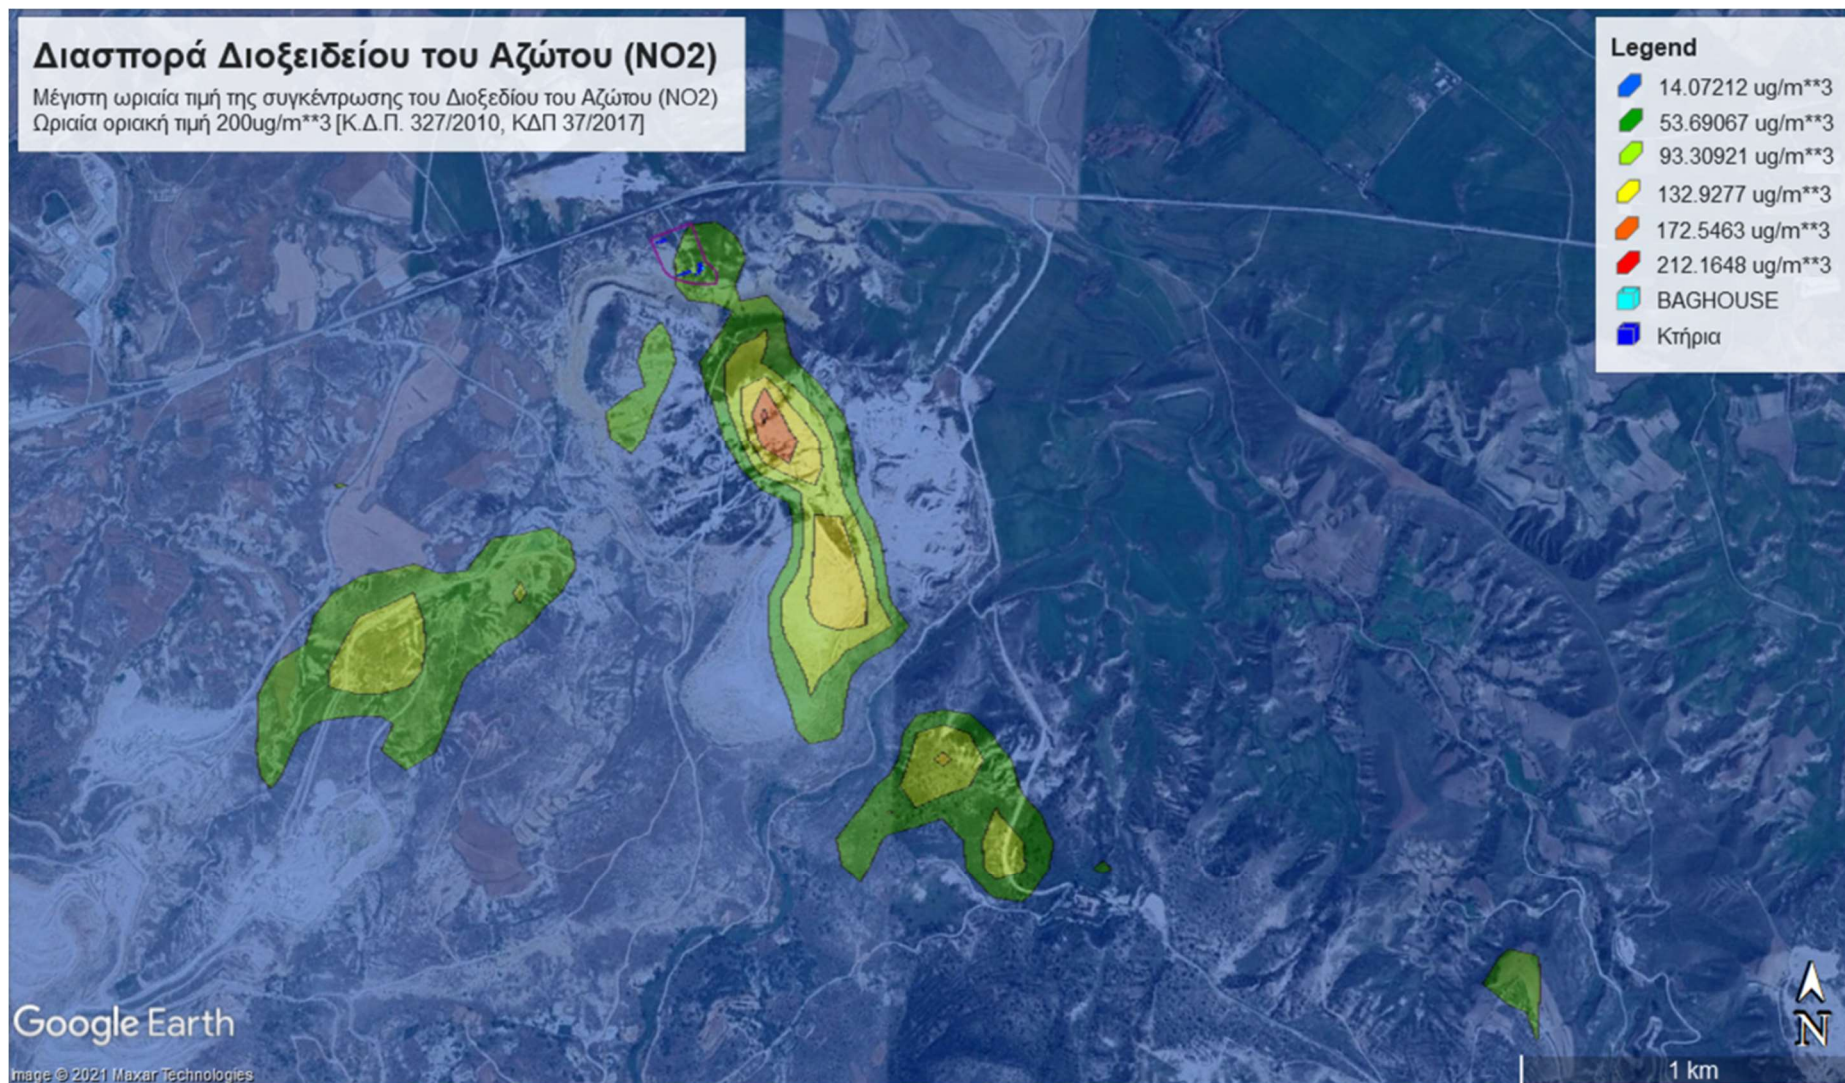 Διασπορά Διοξειδείου του Αζώτου (NO2)
Μέγιστη ωριαία τιμή της συγκέντρωσης του Διοξεδίου του Αζώτου (NO2)
Ωριαία οριακή τιμή 200ug/m**3 [Κ.Δ.Π. 327/2010, ΚΔΠ 37/2017]
Legend
14.07212 ug/m**3
53.69067 ug/m**3
93.30921 ug/m**3
132.9277 ug/m**3
172.5463 ug/m**3
212.1648 ug/m**3
BAGHOUSE
Κτήρια
Google Earth
Image © 2021 Maxar Technologies
N
1 km